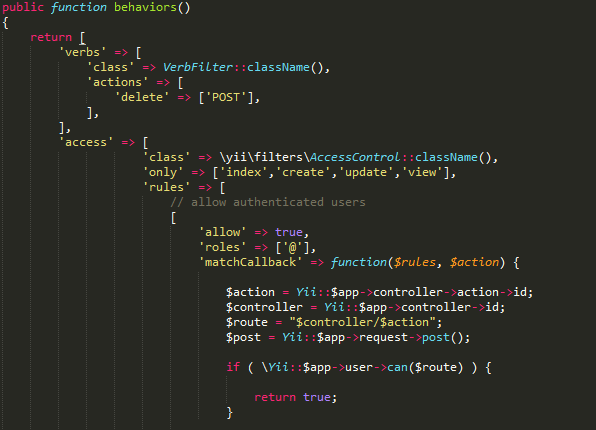 public function behaviors()
{
    return [
        'verbs' => [
            'class' => VerbFilter::className(),
            'actions' => [
                'delete' => ['POST'],
            ],
        ],
        'access' => [
                    'class' => \yii\filters\AccessControl::className(),
                    'only' => ['index','create','update','view'],
                    'rules' => [
                        // allow authenticated users
                        [
                            'allow' => true,
                            'roles' => ['@'],
                            'matchCallback' => function($rules, $action) {

                                $action = Yii::$app->controller->action->id;
                                $controller = Yii::$app->controller->id;
                                $route = "$controller/$action";
                                $post = Yii::$app->request->post();

                                if ( \Yii::$app->user->can($route) ) {

                                    return true;
                                }